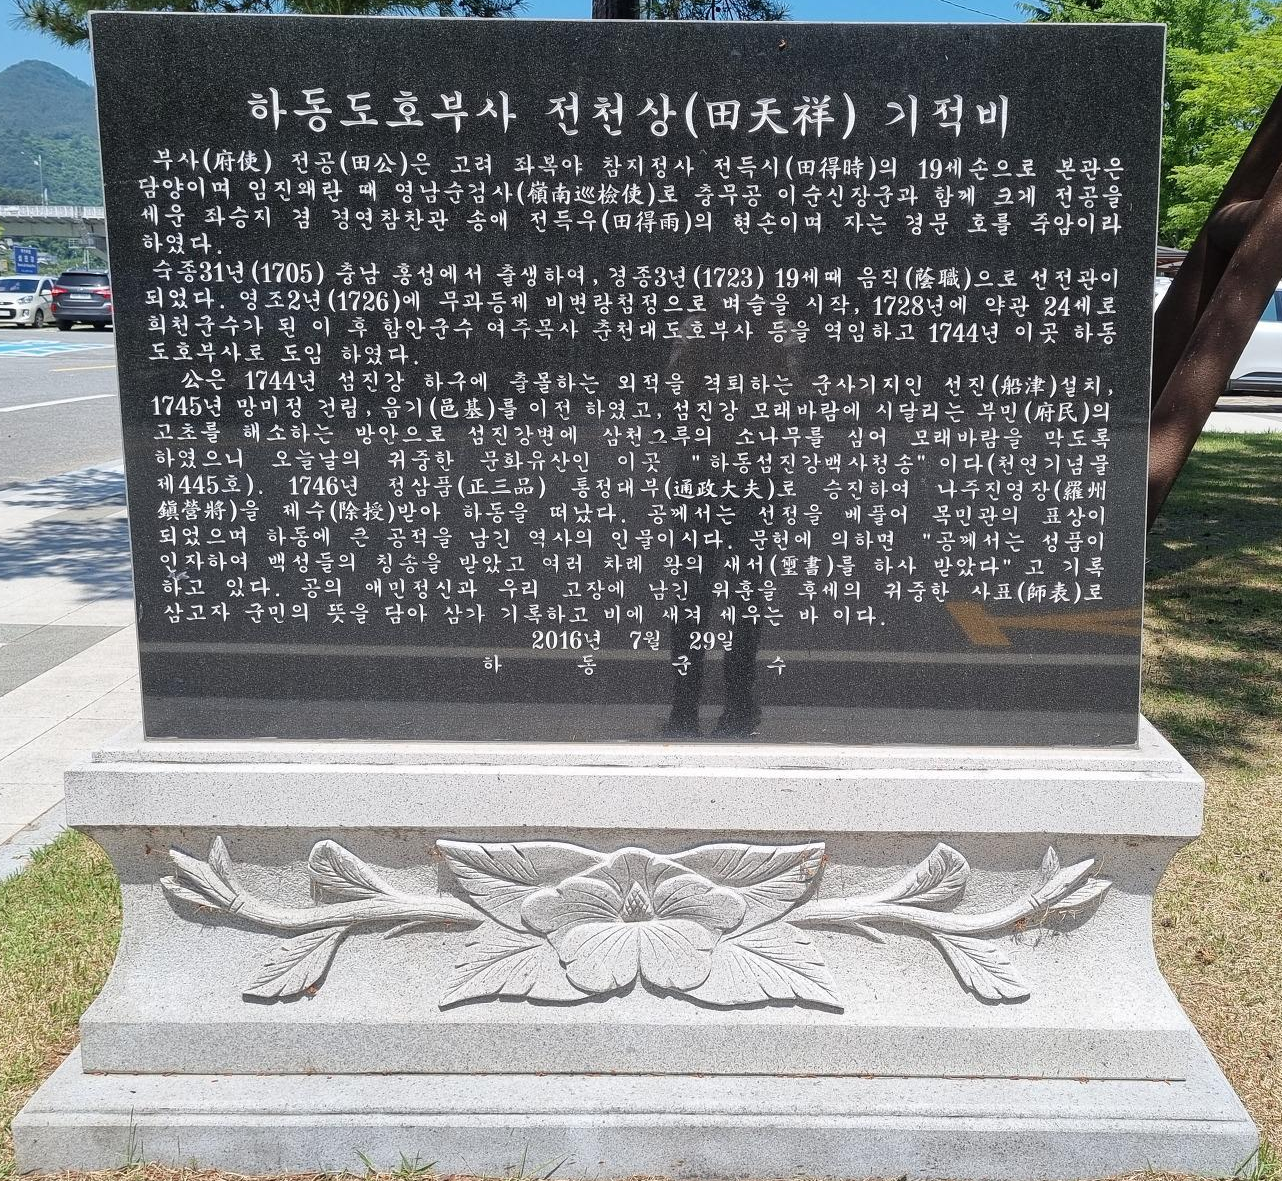 하동도호부사 전천상(田天祥) 기적비
부사(府使) 전공(田公)은 고려 좌복야 참지정사 전득시(田得時)의 19세손으로 본관은
담양이며 임진왜란 때 영남순검사(嶺南巡檢使)로 충무공 이순신장군과 함께 크게 전공을
세운 좌승지 겸 경연참찬관 송애 전득우(田得雨)의 현손이며 자는 경문 호를 죽암이라
하였다.
숙종31년(1705) 충남 홍성에서 출생하여, 경종3년(1723) 19세때 음직(蔭職)으로 선전관이
되었다. 영조2년(1726)에 무과등제 비변랑첨정으로 벼슬을 시작, 1728년에 약관 24세로
희천군수가 된 이 후 함안군수 여주목사 춘천대도호부사 등을 역임하고 1744년 이곳 하동
도호부사로 도임 하였다.
公은 1744년 섬진강 하구에 출몰하는 외적을 격퇴하는 군사기지인 선진(船津)설치,
1745년 망미정 건립, 읍기(邑基)를 이전 하였고, 섬진강 모래바람에 시달리는 부민(府民)의
고초를 해소하는 방안으로 섬진강변에 삼천그루의 소나무를 심어 모래바람을 막도록
하였으니 오늘날의 귀중한 문화유산인 이곳 "하동섬진강백사청송" 이다(천연기념물
제445호). 1746년 정삼품(正三品) 통정대부(通政大夫)로 승진하여 나주진영장(羅州
鎭營將)을 제수(除授)받아 하동을 떠났다. 공께서는 선정을 베풀어 목민관의 표상이
되었으며 하동에 큰 공적을 남긴 역사의 인물이시다. 문헌에 의하면 "공께서는 성품이
인자하여 백성들의 칭송을 받았고 여러 차례 왕의 새서(璽書)를 하사 받았다" 고 기록
하고 있다. 공의 애민정신과 우리 고장에 남긴 위훈을 후세의 귀중한 사표(師表)로
삼고자 군민의 뜻을 담아 삼가 기록하고 비에 새겨 세우는 바 이다.
2016년 7월 29일
하 동 군 수